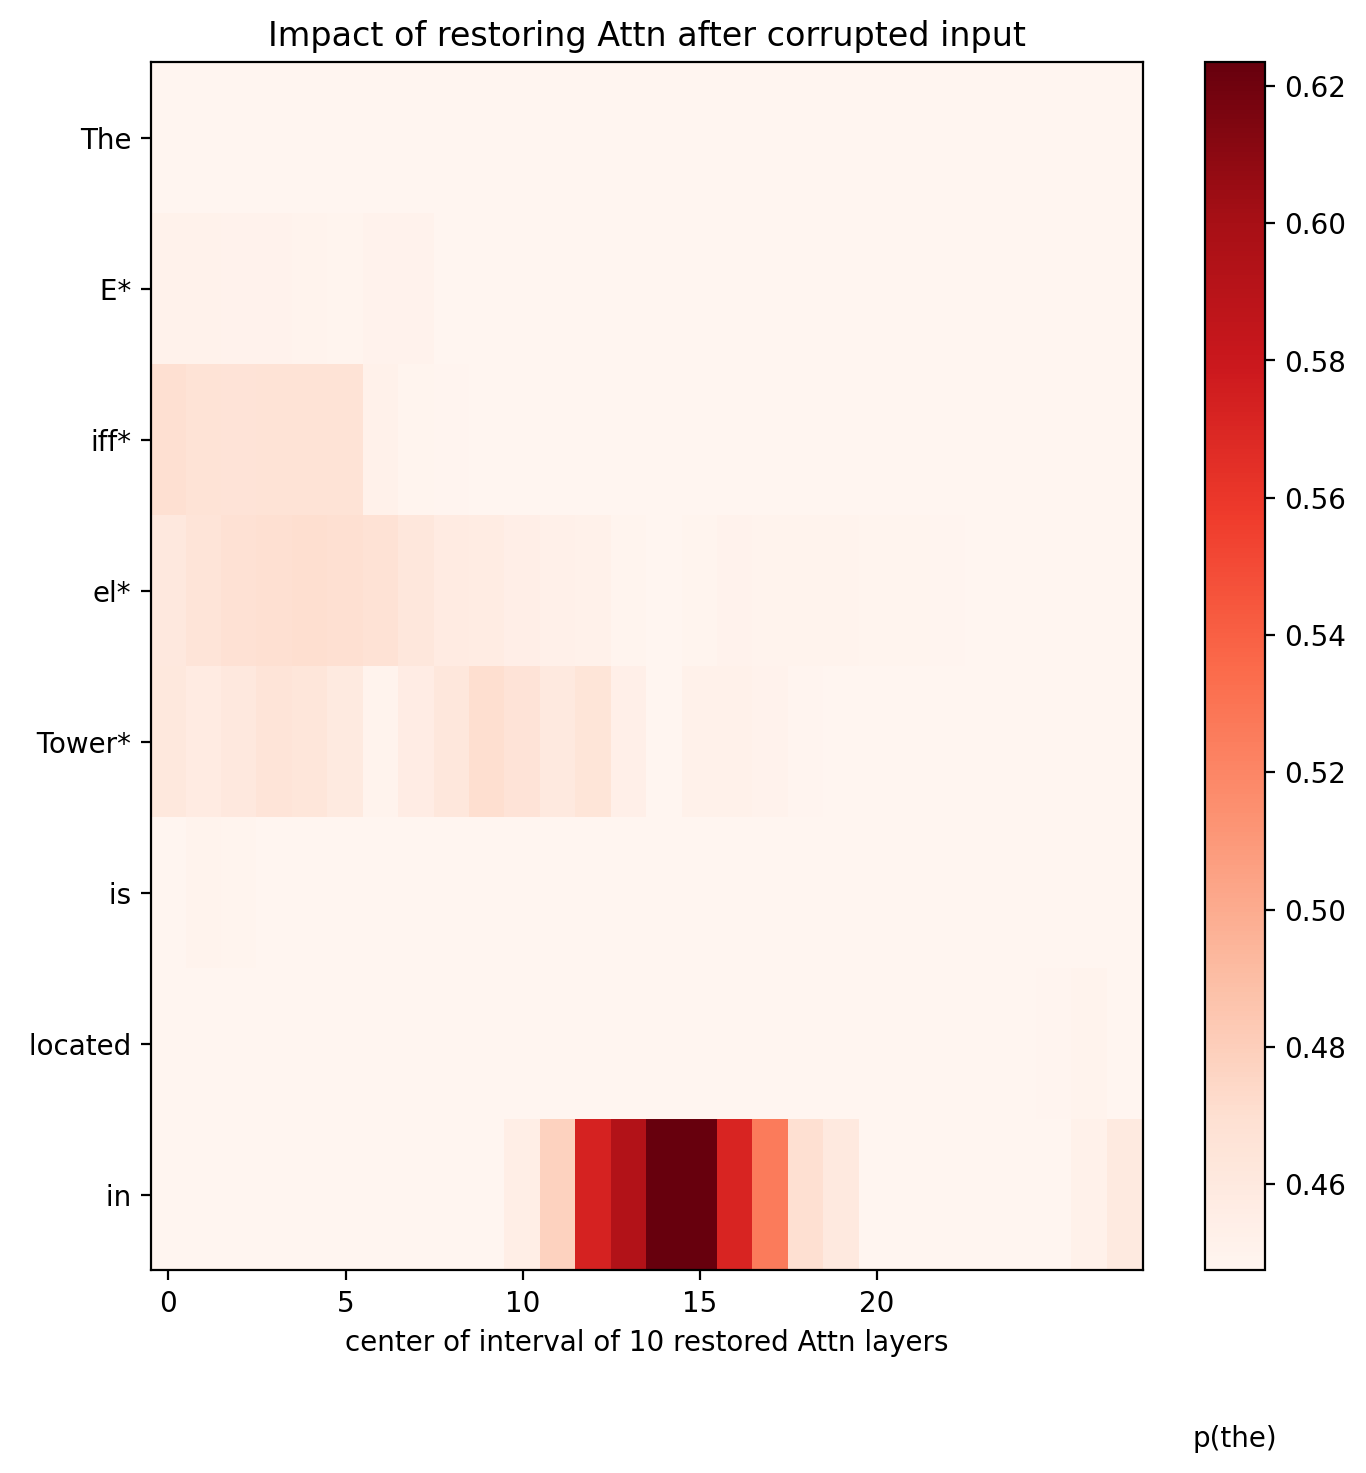 Impact of restoring Attn after corrupted input
The
E*
iff*
el*
Tower*
is
located
in
0 5 10 15 20
center of interval of 10 restored Attn layers
0.62
0.60
0.58
0.56
0.54
0.52
0.50
0.48
0.46
p(the)